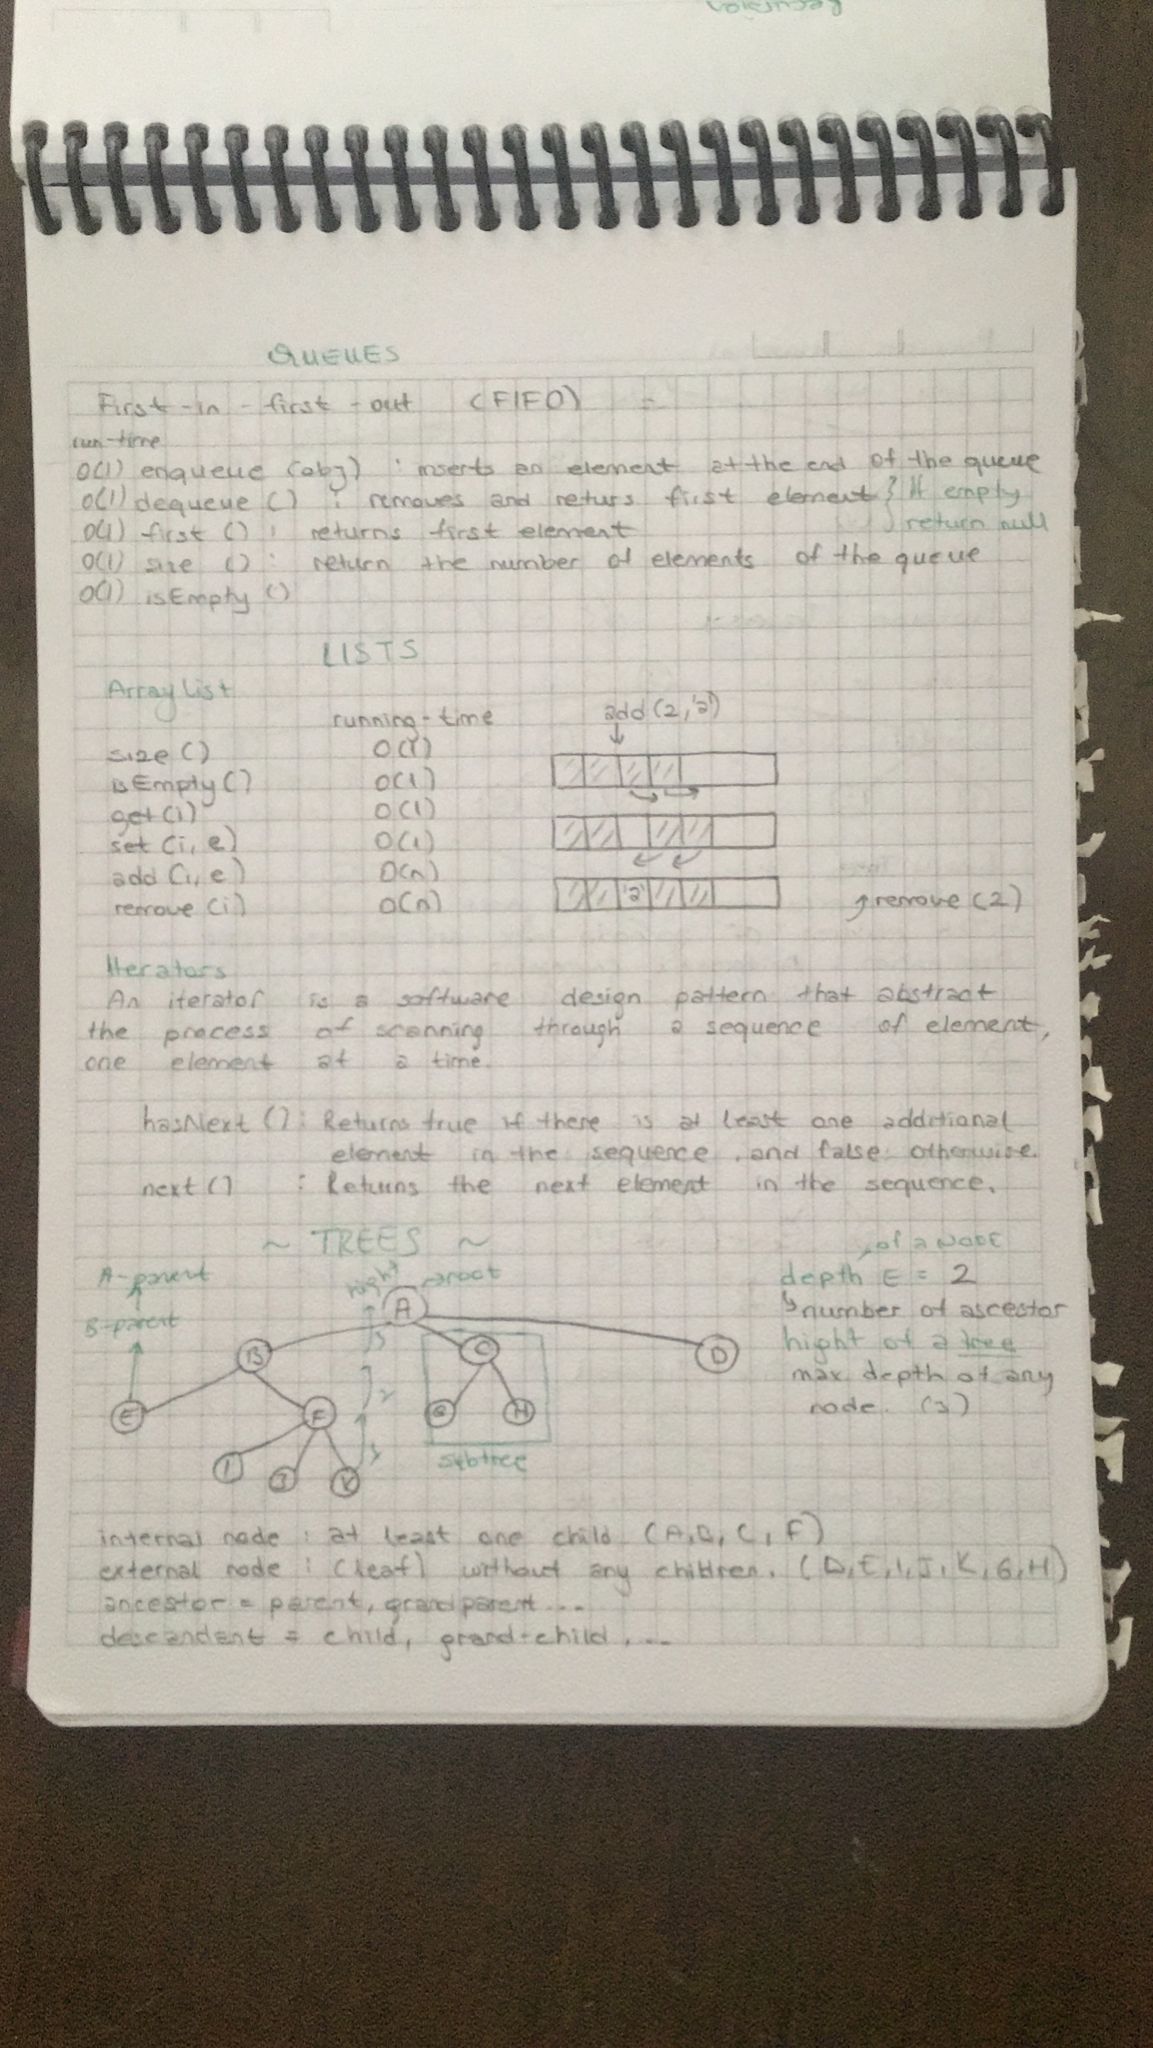 Recursion
QUEUES
First-in-first-out (FIFO)
run-time
O(1) enqueue (obj) : inserts an element at the end of the queue
O(1) dequeue () : removes and returs first element } If empty
O(1) first () : returns first element } return null
O(1) size () : return the number of elements of the queue
O(1) isEmpty ()
LISTS
Array List
running-time add(2,'a')
size () O(1)
isEmpty () O(1)
get (i) O(1)
set (i, e) O(1)
add (i, e) O(n)
remove (i) O(n) 'a' remove (2)
Iterators
An iterator is a software design pattern that abstract
the process of scanning through a sequence of element,
one element at a time.
hasNext () : Returns true if there is at least one additional
element in the sequence, and false otherwise.
next () : Returns the next element in the sequence.
~ TREES ~
of a NODE
A-parent hight root depth E = 2
B-parent A number of ascestor
B C D hight of a tree
max depth of any
E F G H node. (3)
1 2 3
subtree
I J K
internal node : at least one child (A,B,C,F)
external node : (leaf) without any children. (D,E,I,J,K,G,H)
ancestor = parent, grandparent...
descandant = child, grand-child,...